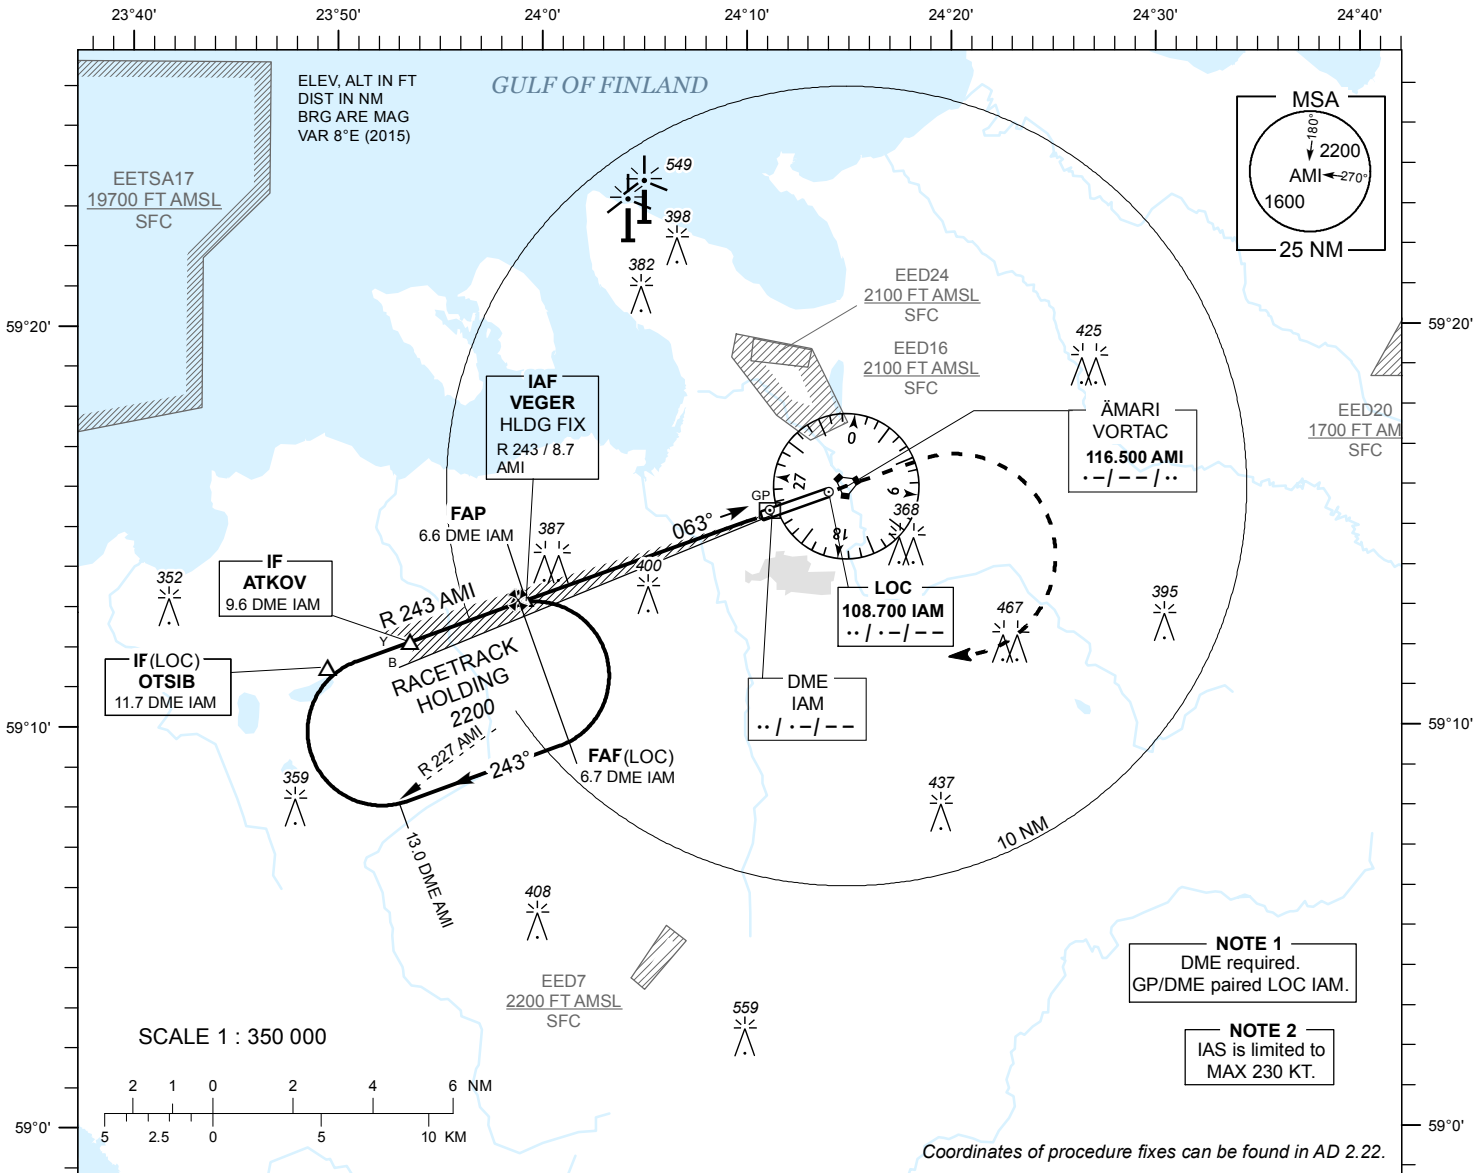 23°40'
23°50'
24°0'
24°10'
24°20'
24°30'
24°40'
ELEV, ALT IN FT
DIST IN NM
BRG ARE MAG
VAR 8°E (2015)
GULF OF FINLAND
MSA
180°
2200
AMI
270°
1600
25 NM
EETSA17
19700 FT AMSL
SFC
549
398
382
EED24
2100 FT AMSL
SFC
EED16
2100 FT AMSL
SFC
59°20'
59°20'
425
IAF
VEGER
HLDG FIX
R 243 / 8.7
AMI
ÄMARI
VORTAC
116.500 AMI
·–/––/··
EED20
1700 FT AM
SFC
0
27
9
18
GP
063°
368
FAP
6.6 DME IAM
387
400
IF
ATKOV
9.6 DME IAM
352
R 243 AMI
Y
B
LOC
108.700 IAM
··/·–/––
467
395
IF(LOC)
OTSIB
11.7 DME IAM
RACETRACK
HOLDING
2200
R 227 AMI
243°
DME
IAM
··/·–/––
59°10'
59°10'
FAF(LOC)
6.7 DME IAM
359
437
13.0 DME AMI
10 NM
408
EED7
2200 FT AMSL
SFC
559
NOTE 1
DME required.
GP/DME paired LOC IAM.
NOTE 2
IAS is limited to
MAX 230 KT.
SCALE 1 : 350 000
2 1 0 2 4 6 NM
5 2.5 0 5 10 KM
59°0'
59°0'
Coordinates of procedure fixes can be found in AD 2.22.